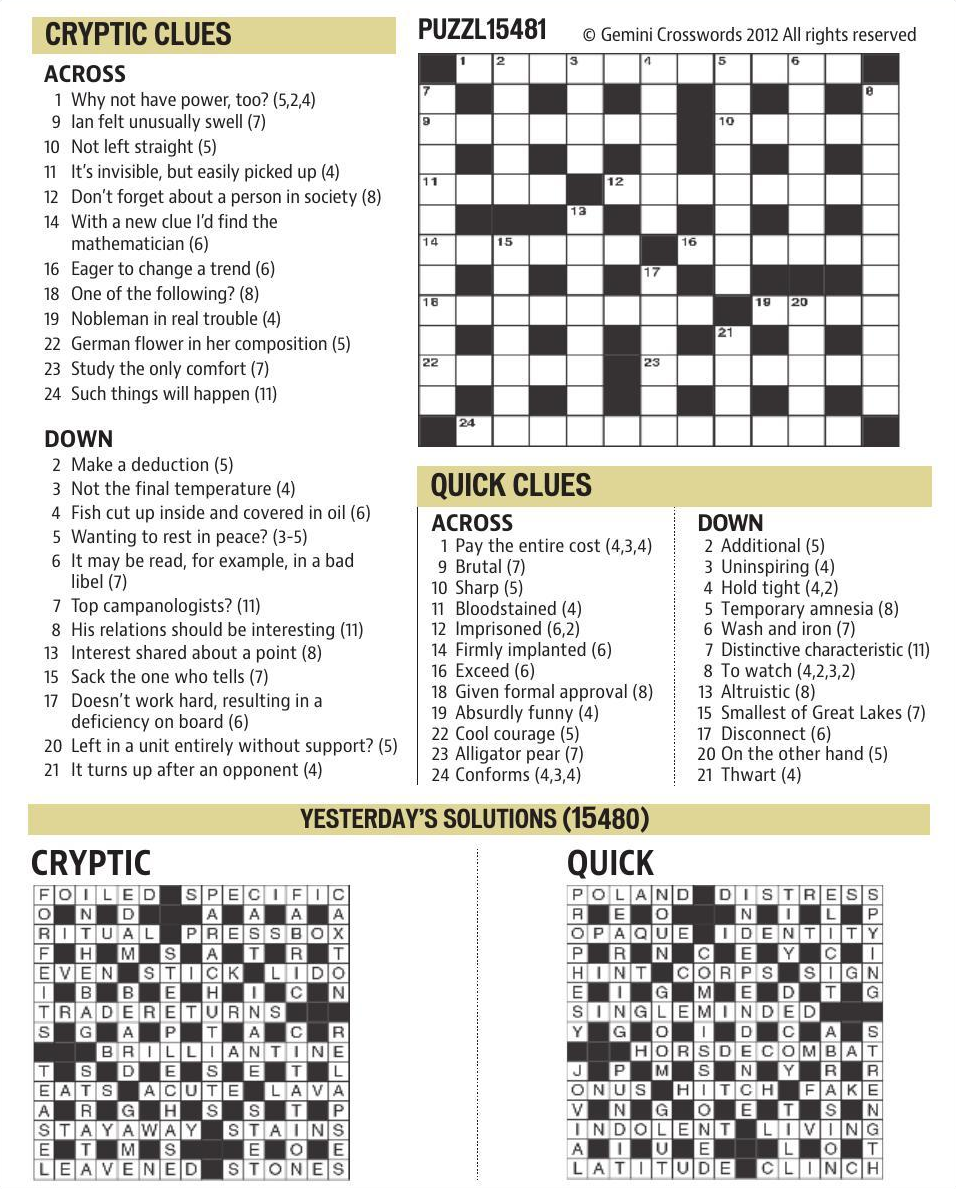 CRYPTIC CLUES
ACROSS
1 Why not have power, too? (5,2,4)
9 Ian felt unusually swell (7)
10 Not left straight (5)
11 It's invisible, but easily picked up (4)
12 Don't forget about a person in society (8)
14 With a new clue I'd find the
mathematician (6)
16 Eager to change a trend (6)
18 One of the following? (8)
19 Nobleman in real trouble (4)
22 German flower in her composition (5)
23 Study the only comfort (7)
24 Such things will happen (11)
DOWN
2 Make a deduction (5)
3 Not the final temperature (4)
4 Fish cut up inside and covered in oil (6)
5 Wanting to rest in peace? (3-5)
6 It may be read, for example, in a bad
libel (7)
7 Top campanologists? (11)
8 His relations should be interesting (11)
13 Interest shared about a point (8)
15 Sack the one who tells (7)
17 Doesn't work hard, resulting in a
deficiency on board (6)
20 Left in a unit entirely without support? (5)
21 It turns up after an opponent (4)
PUZZL15481 © Gemini Crosswords 2012 All rights reserved
1 2 3 4 5 6
7 8
9 10
11 12
13
14 15 16
17
18 19 20
21
22 23
24
QUICK CLUES
ACROSS
1 Pay the entire cost (4,3,4)
9 Brutal (7)
10 Sharp (5)
11 Bloodstained (4)
12 Imprisoned (6,2)
14 Firmly implanted (6)
16 Exceed (6)
18 Given formal approval (8)
19 Absurdly funny (4)
22 Cool courage (5)
23 Alligator pear (7)
24 Conforms (4,3,4)
DOWN
2 Additional (5)
3 Uninspiring (4)
4 Hold tight (4,2)
5 Temporary amnesia (8)
6 Wash and iron (7)
7 Distinctive characteristic (11)
8 To watch (4,2,3,2)
13 Altruistic (8)
15 Smallest of Great Lakes (7)
17 Disconnect (6)
20 On the other hand (5)
21 Thwart (4)
YESTERDAY'S SOLUTIONS (15480)
CRYPTIC
FOILED SPECIFIC
O N D A A A A
RITUAL PRESSBOX
F H M S A T R T
EVEN STICK LIDO
I B B E H I C N
TRADERETURNS
S G A P T A C R
BRILLIANTINE
T S D E S E T L
EATS ACUTE LAVA
A R G H S S T P
STAYAWAY STAINS
E T M S E O E
LEAVENED STONES
QUICK
POLAND DISTRESS
R E O N I L P
OPAQUE IDENTITY
P R N C E Y C I
HINT CORPS SIGN
E I G M E D T G
SINGLEMINDED
Y G O I D C A S
HORSDECOMBAT
J P M S N Y R R
ONUS HITCH FAKE
V N G O E T S N
INDOLENT LIVING
A I U E L O T
LATITUDE CLINCH